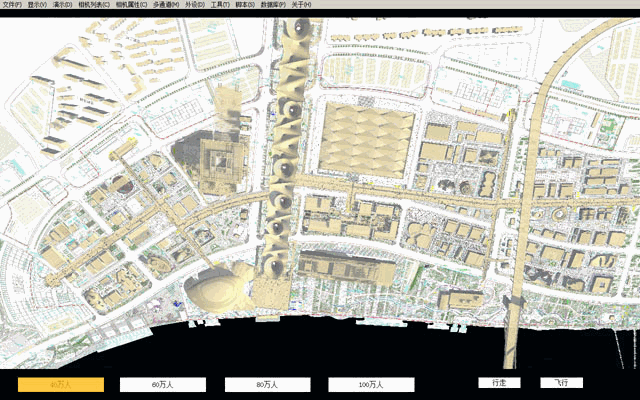 文件(F) 显示(V) 演示(D) 相机列表(C) 相机属性(C) 多通道(M) 外设(D) 工具(T) 脚本(S) 数据库(P) 关于(H)
40万人 60万人 80万人 100万人 行走 飞行